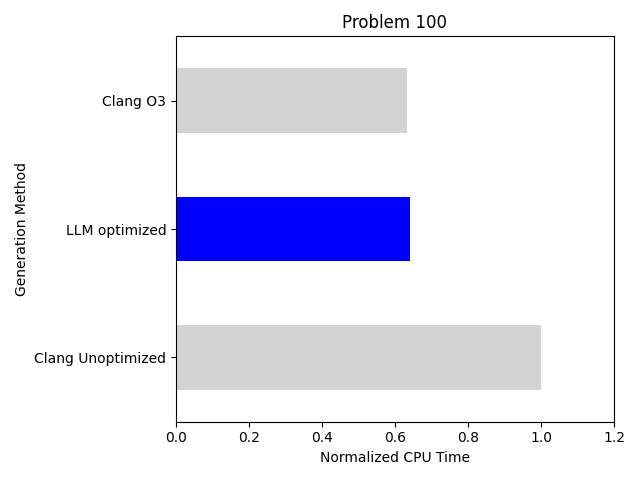 Problem 100
Generation Method
Clang O3
LLM optimized
Clang Unoptimized
0.0 0.2 0.4 0.6 0.8 1.0 1.2
Normalized CPU Time